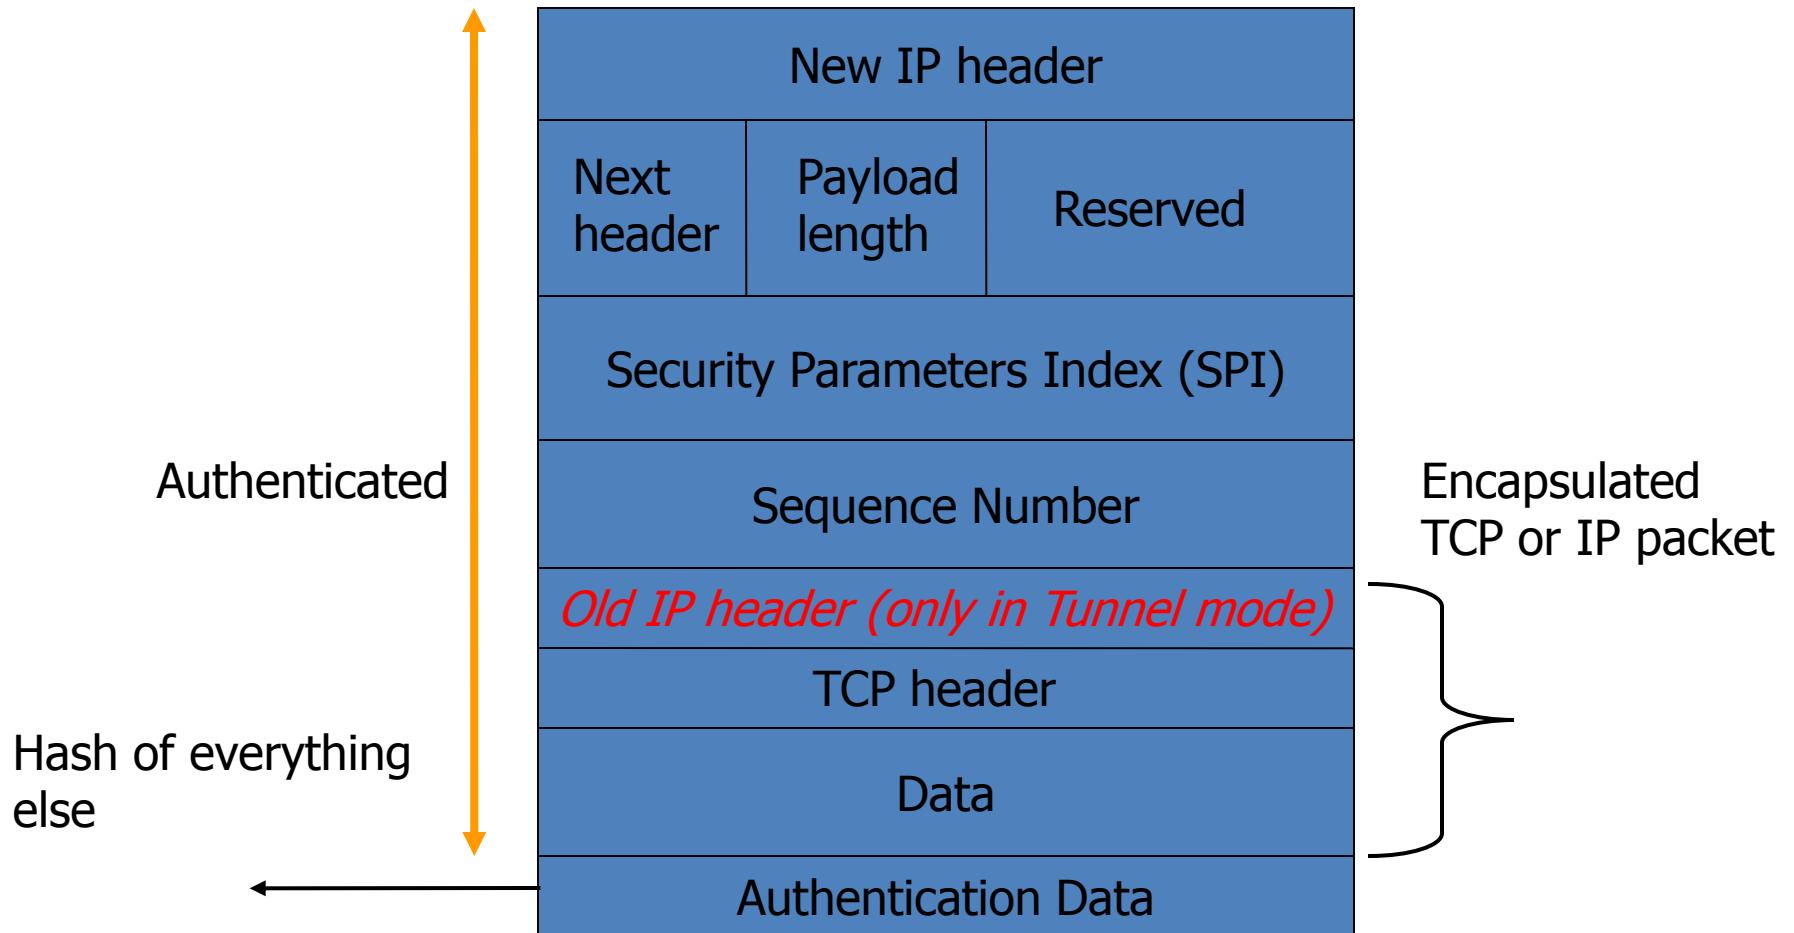 New IP header
Next
header
Payload
length
Reserved
Security Parameters Index (SPI)
Authenticated
Sequence Number
Encapsulated
TCP or IP packet
Old IP header (only in Tunnel mode)
TCP header
Hash of everything
else
Data
Authentication Data